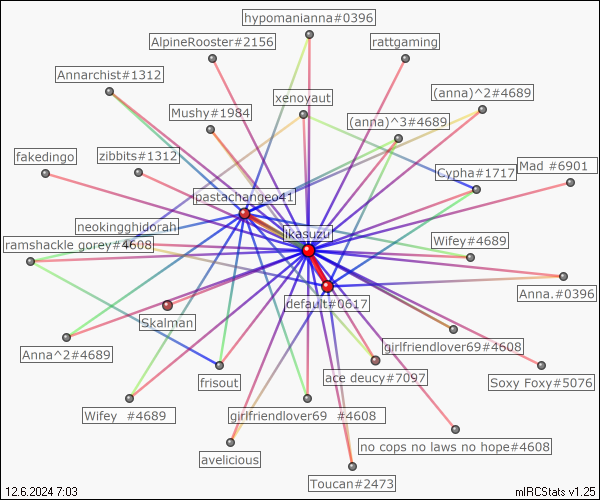 hypomanianna#0396
AlpineRooster#2156
rattgaming
Annarchist#1312
xenoyaut
(anna)^2#4689
Mushy#1984
(anna)^3#4689
fakedingo
zibbits#1312
Cypha#1717
Mad #6901
pastachangeo41
neokingghidorah
ikasuzu
ramshackle gorey#4608
Wifey#4689
Anna.#0396
default#0617
Skalman
girlfriendlover69#4608
Anna^2#4689
frisout
ace deucy#7097
Soxy Foxy#5076
Wifey #4689
girlfriendlover69 #4608
no cops no laws no hope#4608
avelicious
Toucan#2473
12.6.2024 7:03
mIRCStats v1.25